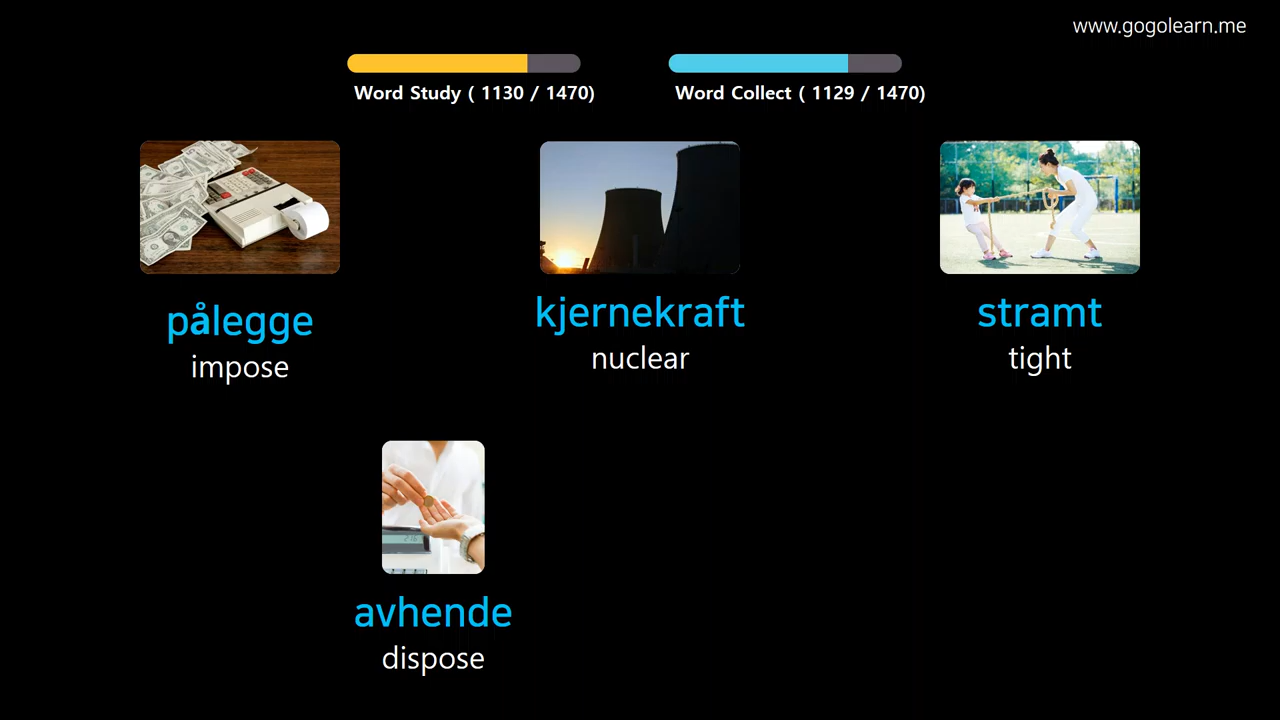 www.gogolearn.me
Word Study ( 1130 / 1470)
Word Collect ( 1129 / 1470)
pålegge
impose
kjernekraft
nuclear
stramt
tight
avhende
dispose